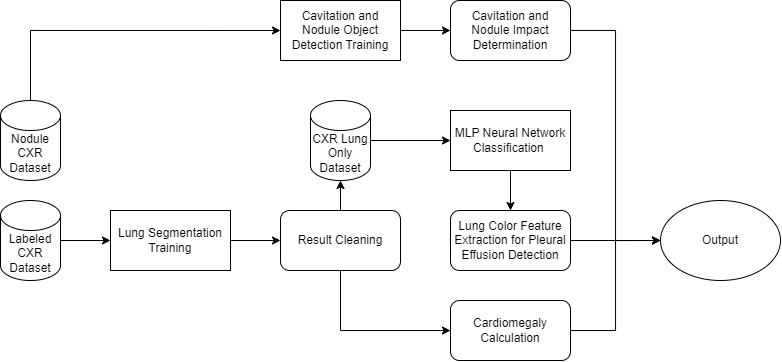 Cavitation and
Nodule Object
Detection Training
Cavitation and
Nodule Impact
Determination
Nodule
CXR
Dataset
CXR Lung
Only
Dataset
MLP Neural Network
Classification
Labeled
CXR
Dataset
Lung Segmentation
Training
Result Cleaning
Lung Color Feature
Extraction for Pleural
Effusion Detection
Output
Cardiomegaly
Calculation